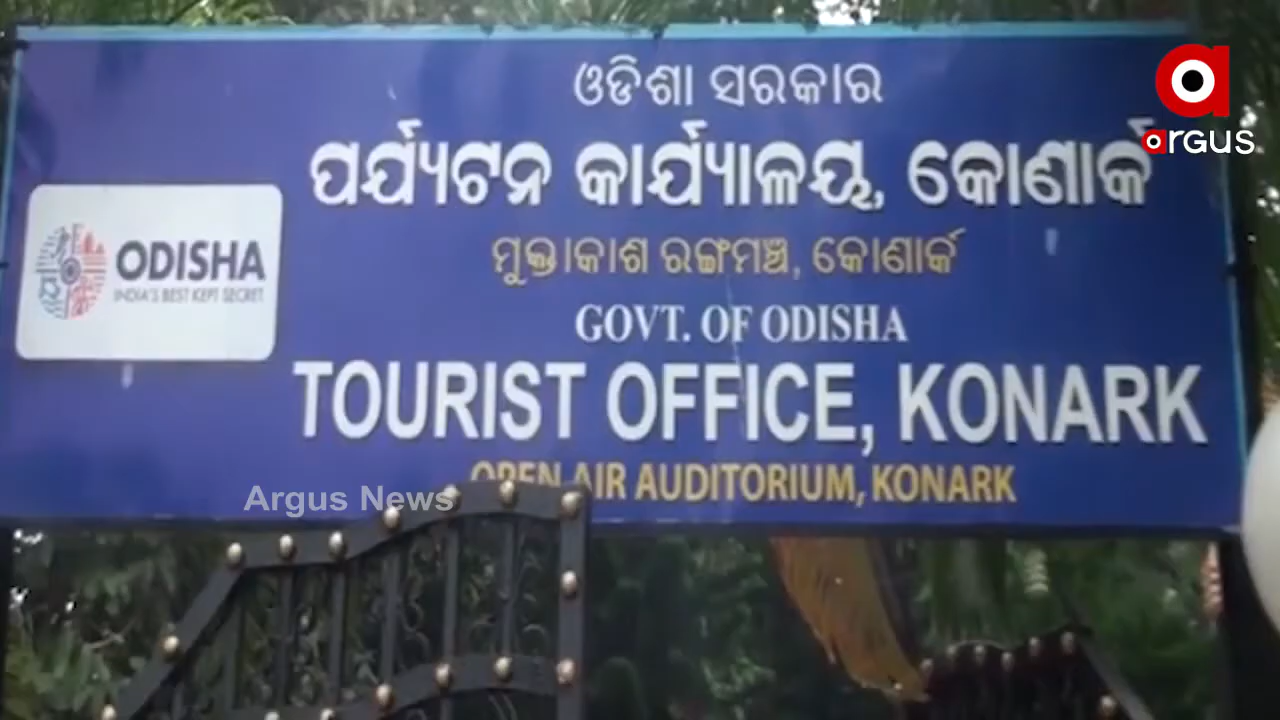 ଓଡିଶା ସରକାର
ପର୍ଯ୍ୟଟନ କାର୍ଯ୍ୟାଳୟ, କୋଣାର୍କ
ମୁକ୍ତାକାଶ ରଙ୍ଗମଞ୍ଚ, କୋଣାର୍କ
ODISHA
INDIA'S BEST KEPT SECRET
GOVT. OF ODISHA
TOURIST OFFICE, KONARK
OPEN AIR AUDITORIUM, KONARK
Argus News
argus